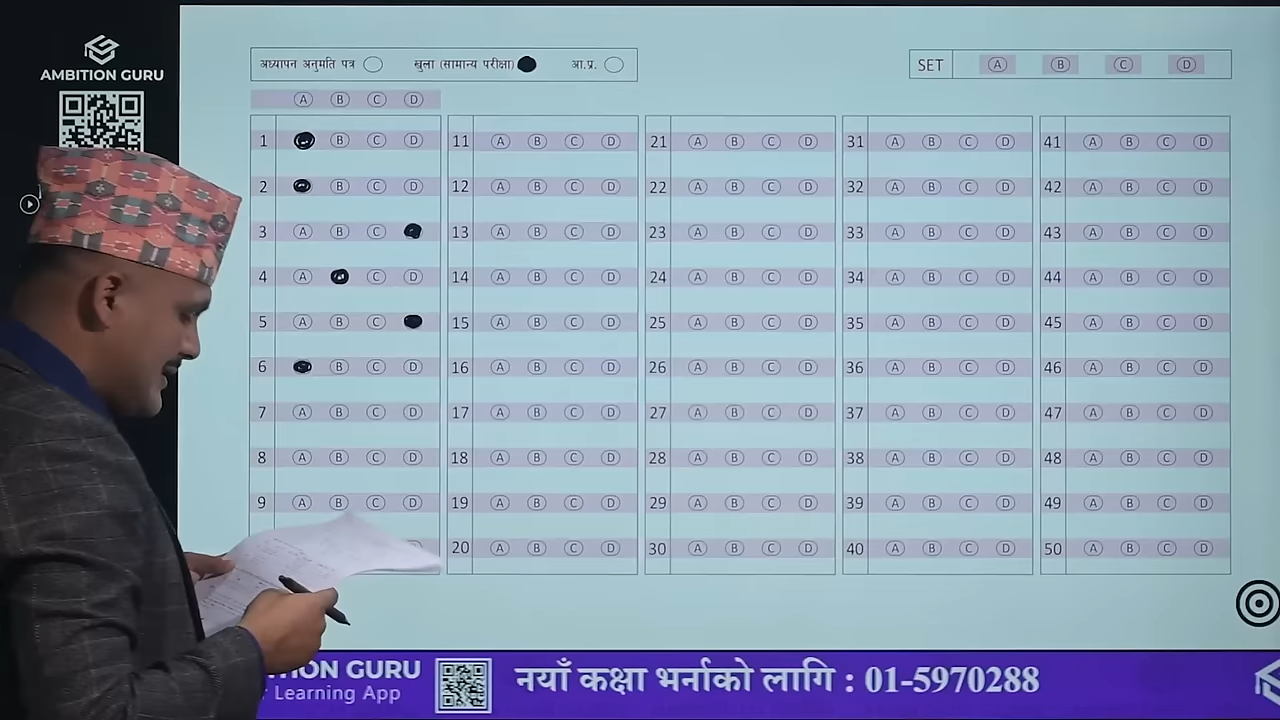 AMBITION GURU
अध्यापन अनुमति पत्र खुला (सामान्य परीक्षा) आ.प्र.
SET A B C D
A B C D
1 A B C D 11 A B C D 21 A B C D 31 A B C D 41 A B C D
2 A B C D 12 A B C D 22 A B C D 32 A B C D 42 A B C D
3 A B C D 13 A B C D 23 A B C D 33 A B C D 43 A B C D
4 A B C D 14 A B C D 24 A B C D 34 A B C D 44 A B C D
5 A B C D 15 A B C D 25 A B C D 35 A B C D 45 A B C D
6 A B C D 16 A B C D 26 A B C D 36 A B C D 46 A B C D
7 A B C D 17 A B C D 27 A B C D 37 A B C D 47 A B C D
8 A B C D 18 A B C D 28 A B C D 38 A B C D 48 A B C D
9 A B C D 19 A B C D 29 A B C D 39 A B C D 49 A B C D
20 A B C D 30 A B C D 40 A B C D 50 A B C D
GURU
Learning App
नयाँ कक्षा भर्नाको लागि : 01-5970288